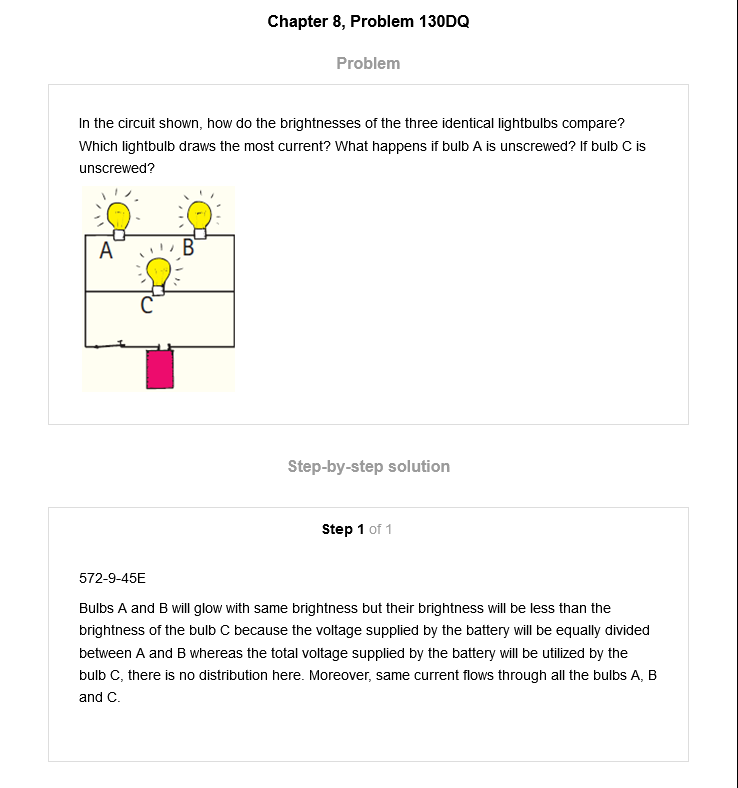 Chapter 8, Problem 130DQ
Problem
In the circuit shown, how do the brightnesses of the three identical lightbulbs compare?
Which lightbulb draws the most current? What happens if bulb A is unscrewed? If bulb C is
unscrewed?
A
B
C
Step-by-step solution
Step 1 of 1
572-9-45E
Bulbs A and B will glow with same brightness but their brightness will be less than the
brightness of the bulb C because the voltage supplied by the battery will be equally divided
between A and B whereas the total voltage supplied by the battery will be utilized by the
bulb C, there is no distribution here. Moreover, same current flows through all the bulbs A, B
and C.